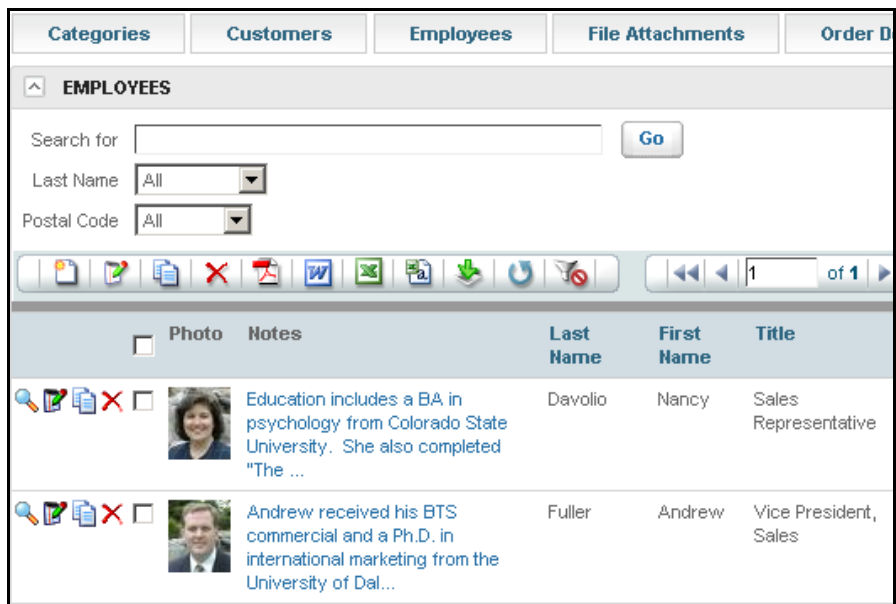 Categories Customers Employees File Attachments Order D
EMPLOYEES
Search for Go
Last Name All
Postal Code All
1 of 1
Photo Notes Last Name First Name Title
Education includes a BA in Davolio Nancy Sales
psychology from Colorado State Representative
University. She also completed
"The ...
Andrew received his BTS Fuller Andrew Vice President,
commercial and a Ph.D. in Sales
international marketing from the
University of Dal...